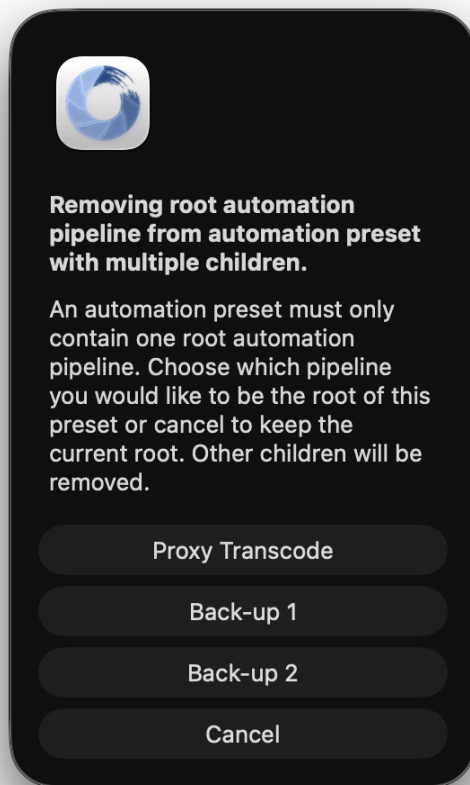 Removing root automation
pipeline from automation preset
with multiple children.
An automation preset must only
contain one root automation
pipeline. Choose which pipeline
you would like to be the root of this
preset or cancel to keep the
current root. Other children will be
removed.
Proxy Transcode
Back-up 1
Back-up 2
Cancel